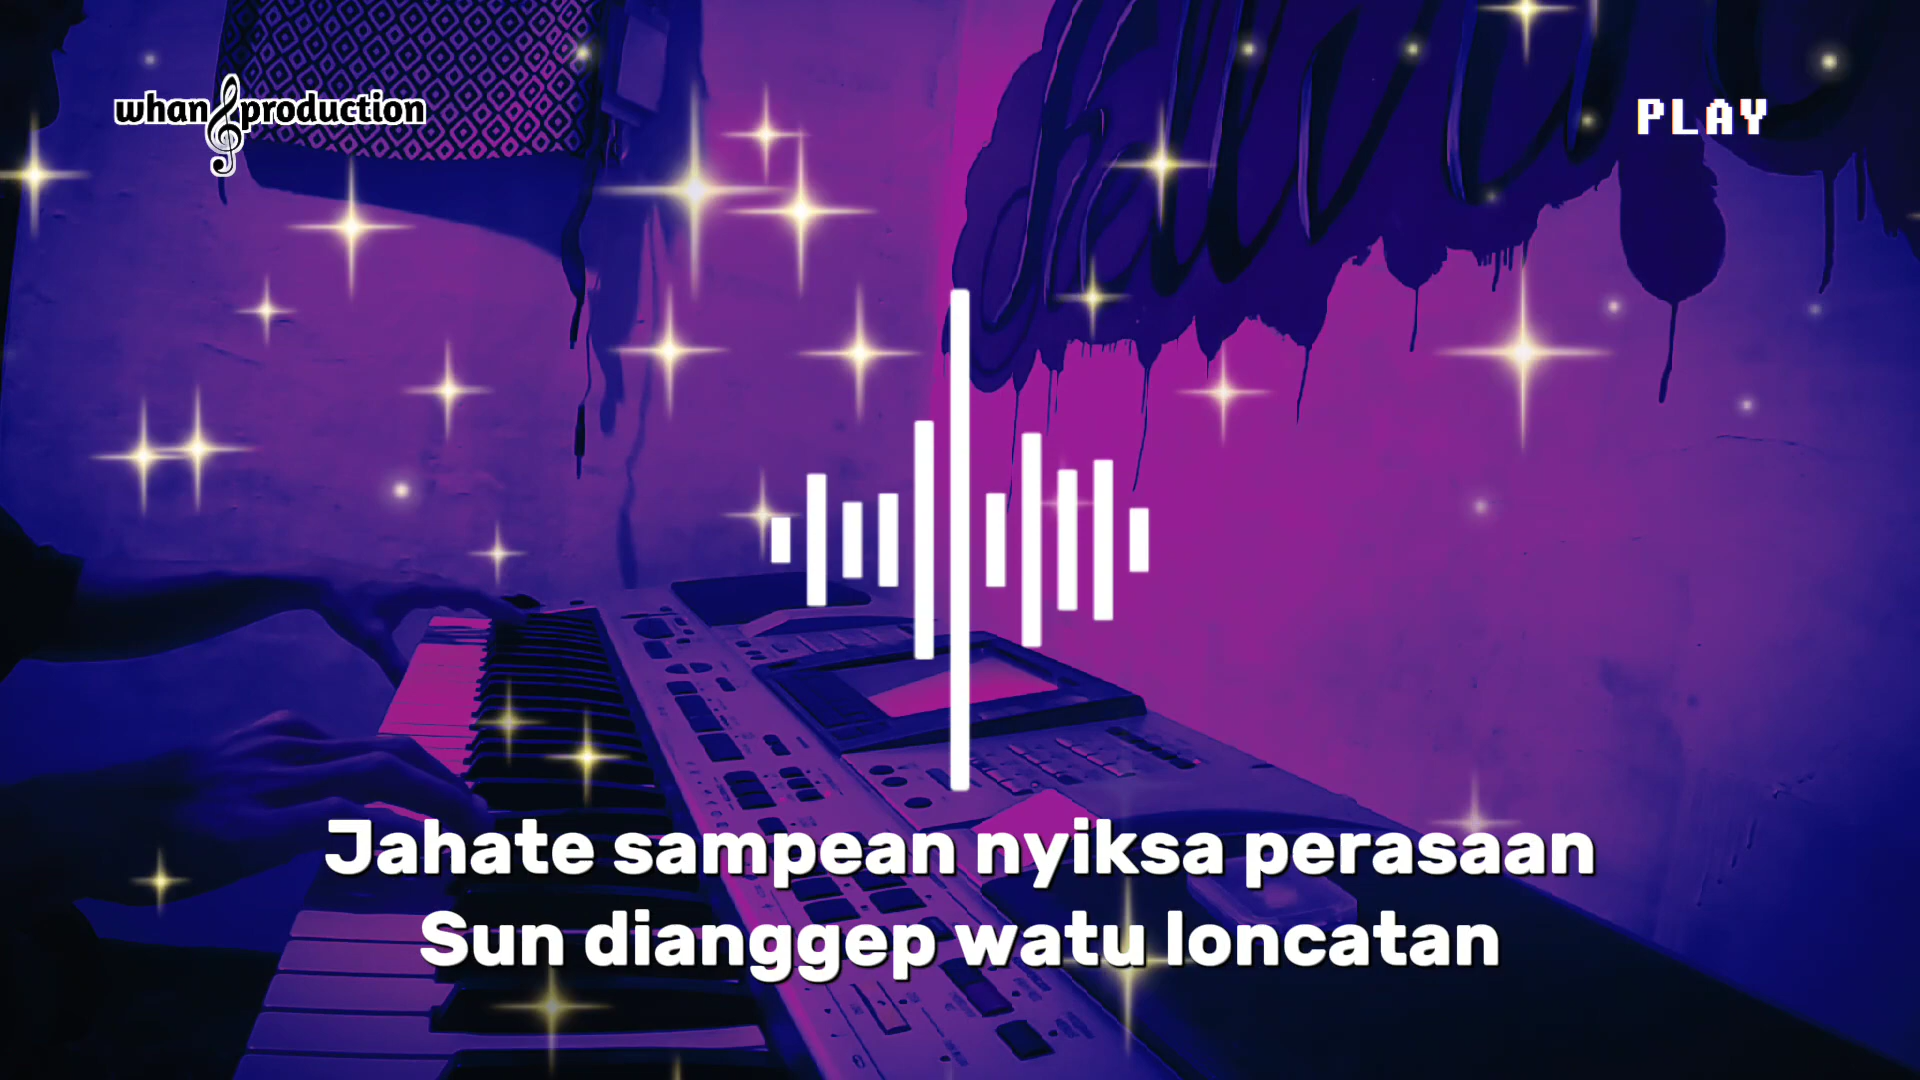 whan production
PLAY
Jahate sampean nyiksa perasaan
Sun dianggep watu loncatan